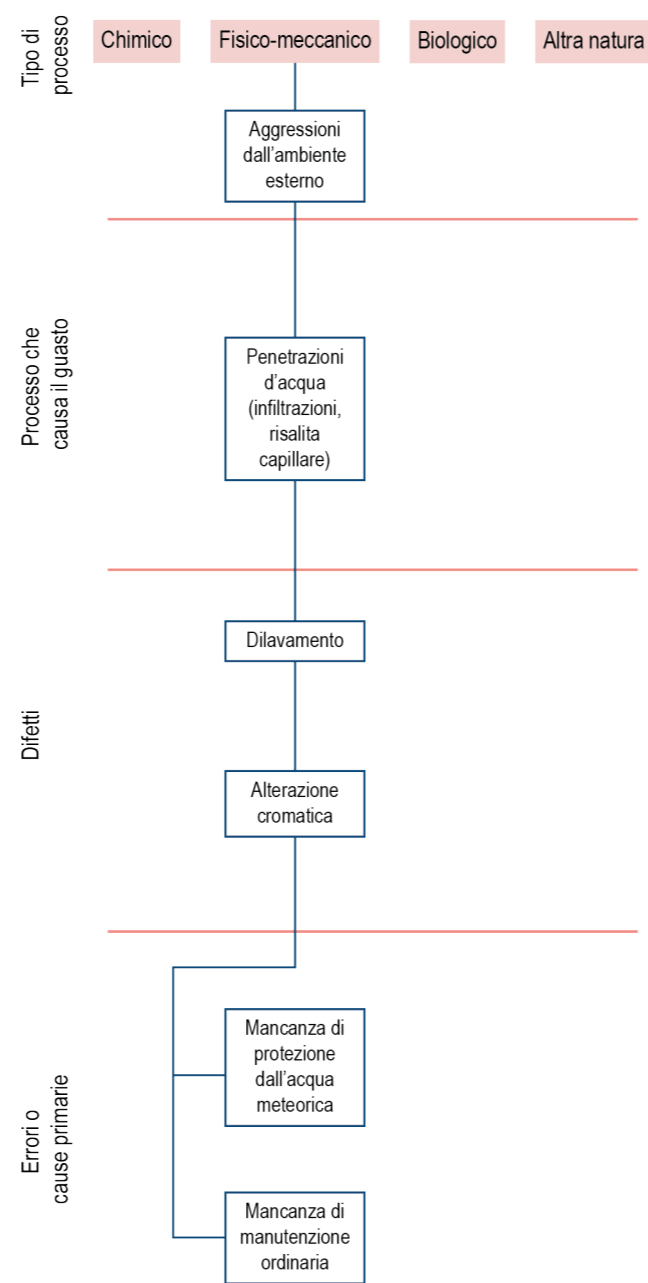 Tipo di
processo
Chimico
Fisico-meccanico
Biologico
Altra natura
Aggressioni
dall'ambiente
esterno
Processo che
causa il guasto
Penetrazioni
d'acqua
(infiltrazioni,
risalita
capillare)
Difetti
Dilavamento
Alterazione
cromatica
Errori o
cause primarie
Mancanza di
protezione
dall'acqua
meteorica
Mancanza di
manutenzione
ordinaria